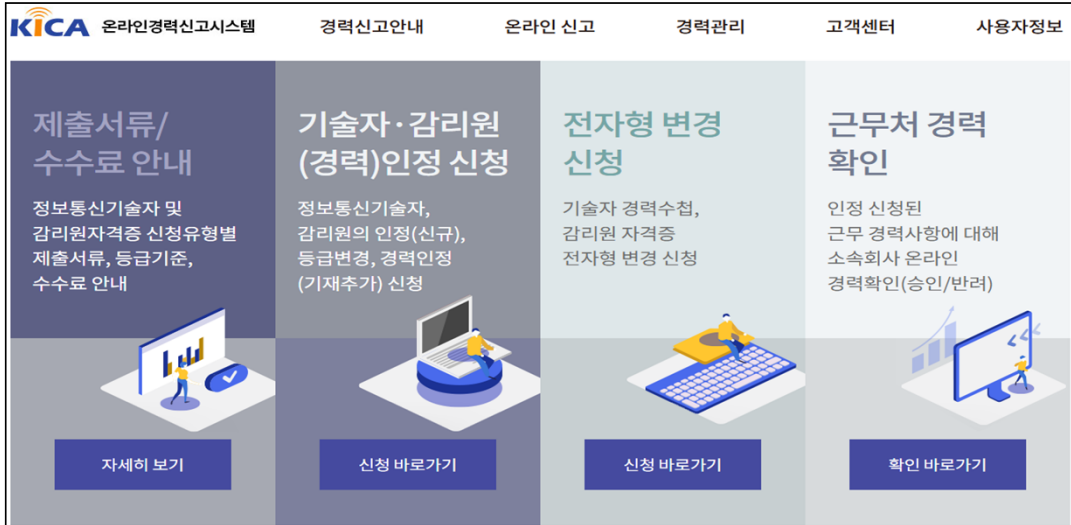 KICA 온라인경력신고시스템 경력신고안내 온라인 신고 경력관리 고객센터 사용자정보
제출서류/
수수료 안내
정보통신기술자 및
감리원자격증 신청유형별
제출서류, 등급기준,
수수료 안내
자세히 보기
기술자·감리원
(경력)인정 신청
정보통신기술자,
감리원의 인정(신규),
등급변경, 경력인정
(기재추가) 신청
신청 바로가기
전자형 변경
신청
기술자 경력수첩,
감리원 자격증
전자형 변경 신청
신청 바로가기
근무처 경력
확인
인정 신청된
근무 경력사항에 대해
소속회사 온라인
경력확인(승인/반려)
확인 바로가기